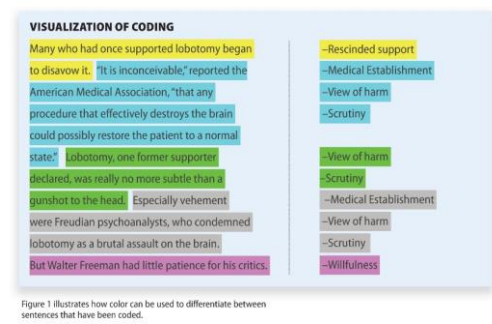 VISUALIZATION OF CODING
Many who had once supported lobotomy began
to disavow it. "It is inconceivable," reported the
American Medical Association, "that any
procedure that effectively destroys the brain
could possibly restore the patient to a normal
state." Lobotomy, one former supporter
declared, was really no more subtle than a
gunshot to the head. Especially vehement
were Freudian psychoanalysts, who condemned
lobotomy as a brutal assault on the brain.
But Walter Freeman had little patience for his critics.
–Rescinded support
–Medical Establishment
–View of harm
–Scrutiny
–View of harm
–Scrutiny
–Medical Establishment
–View of harm
–Scrutiny
–Willfulness
Figure 1 illustrates how color can be used to differentiate between
sentences that have been coded.